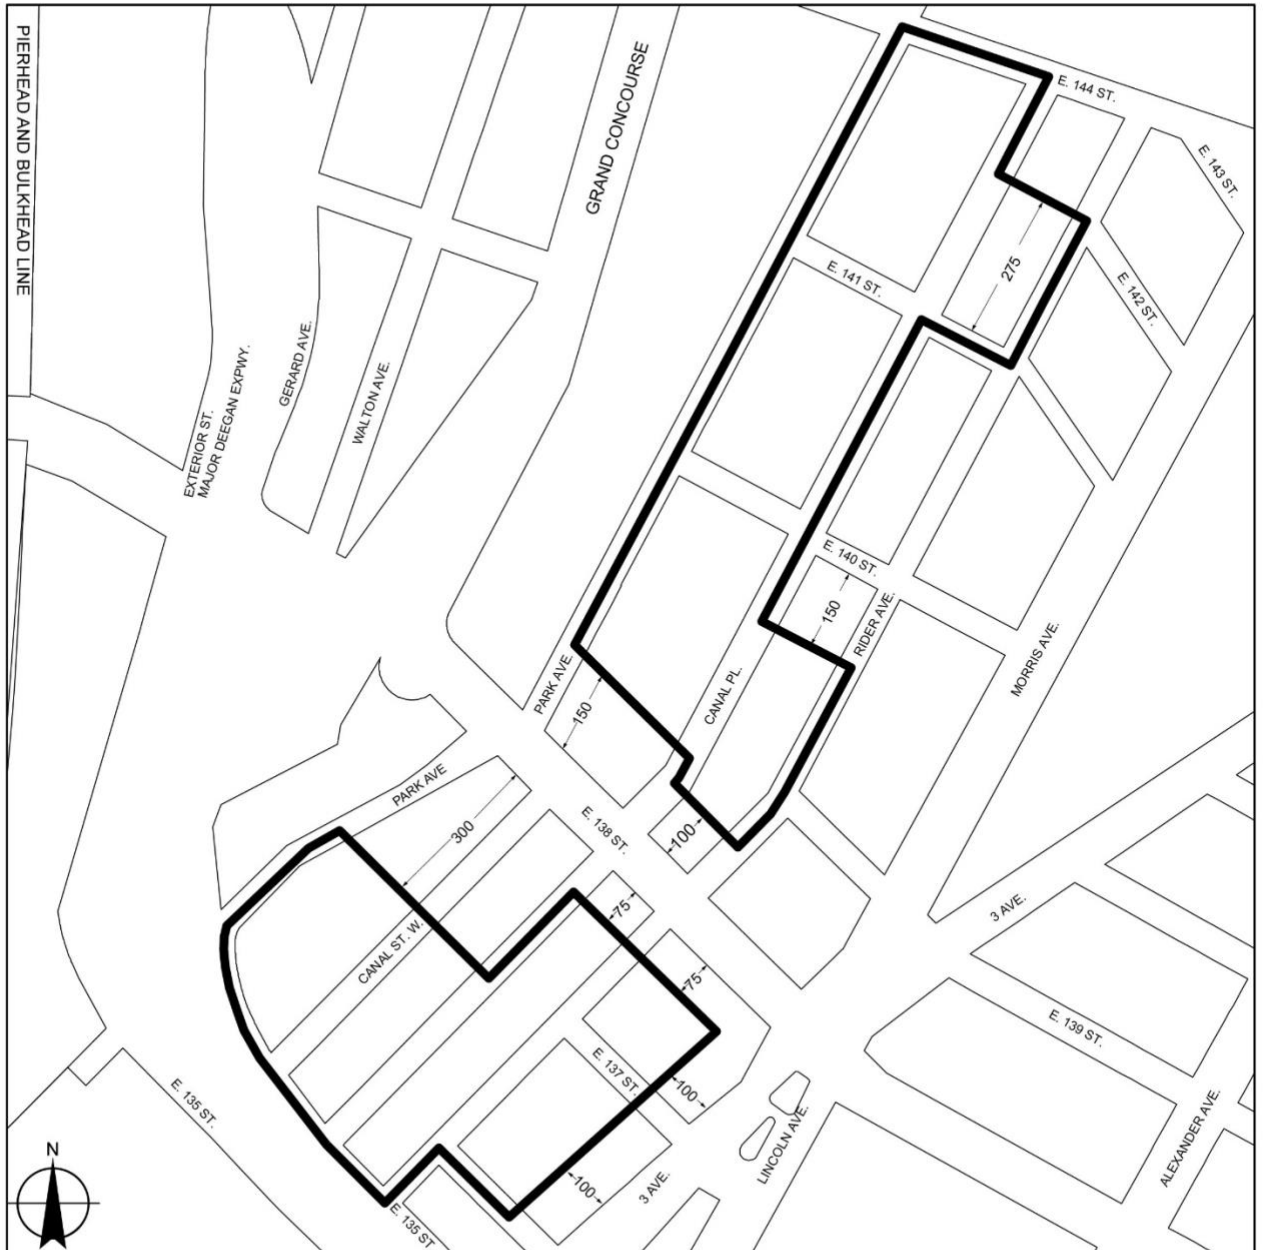 PIERHEAD AND BULKHEAD LINE
GRAND CONCOURSE
E. 144 ST.
E. 143 ST.
E. 142 ST.
275
E. 141 ST.
GERARD AVE.
WALTON AVE.
EXTERIOR ST.
MAJOR DEEGAN EXPWY.
E. 140 ST.
150
RIDER AVE.
MORRIS AVE.
PARK AVE.
150
CANAL PL.
PARK AVE
300
E. 138 ST.
100
75
3 AVE.
CANAL ST. W.
75
E. 139 ST.
E. 137 ST.
100
E. 135 ST.
LINCOLN AVE.
ALEXANDER AVE.
N
100
3 AVE.
E. 135 ST